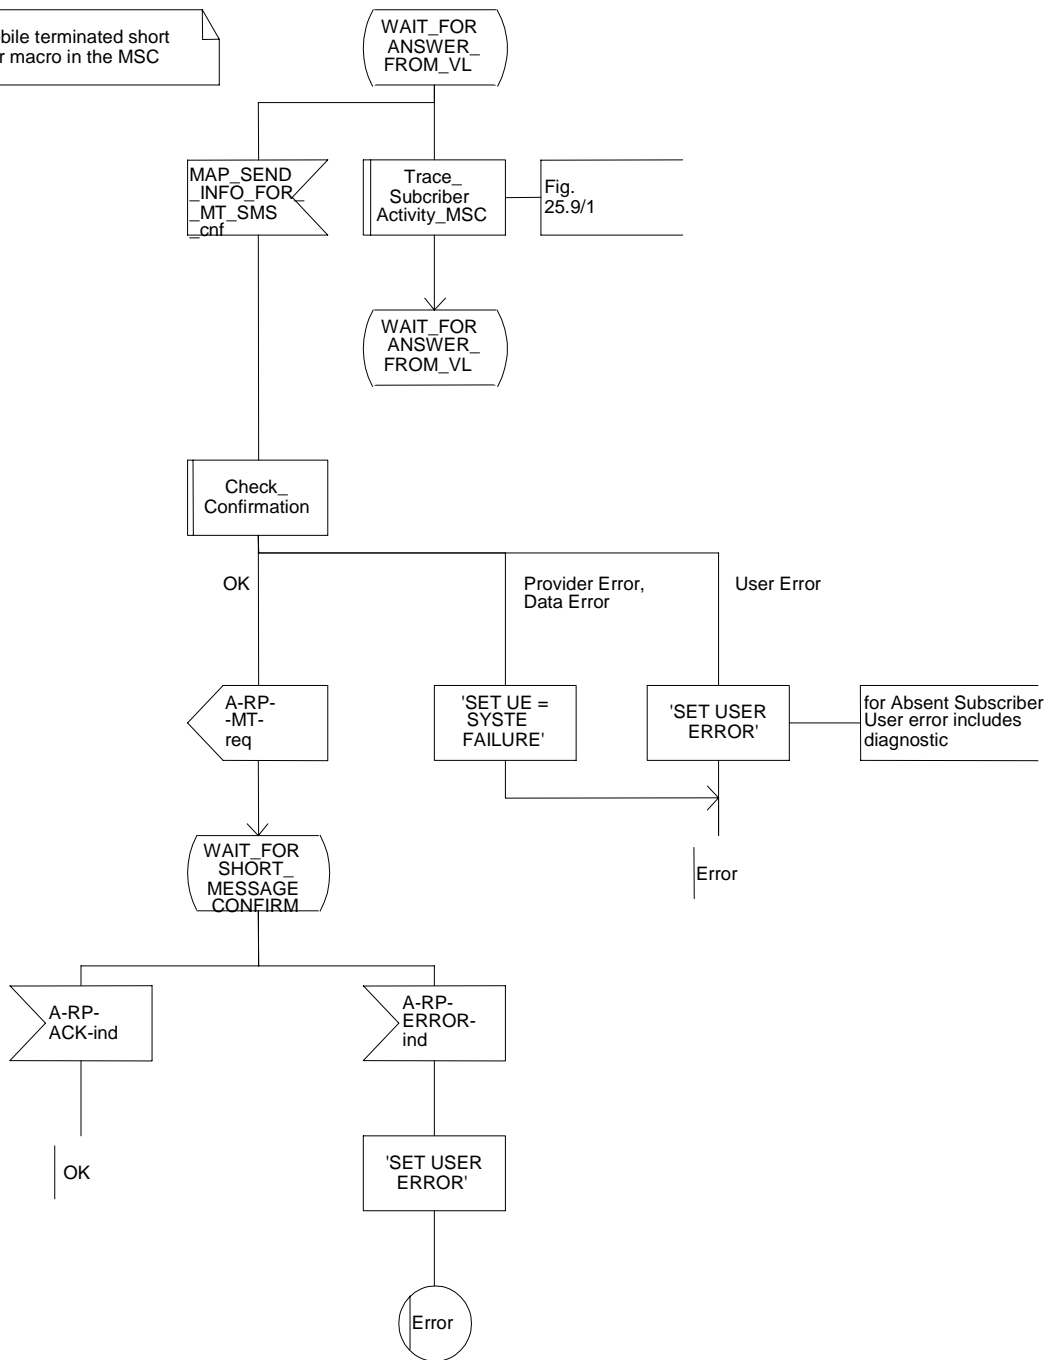 bile terminated short
r macro in the MSC
WAIT_FOR
ANSWER_
FROM_VL
MAP_SEND
_INFO_FOR_
_MT_SMS
_cnf
Trace_
Subcriber
Activity_MSC
Fig.
25.9/1
WAIT_FOR
ANSWER_
FROM_VL
Check_
Confirmation
OK
Provider Error,
Data Error
User Error
A-RP-
-MT-
req
'SET UE =
SYSTE
FAILURE'
'SET USER
ERROR'
for Absent Subscriber
User error includes
diagnostic
WAIT_FOR
SHORT_
MESSAGE
CONFIRM
Error
A-RP-
ACK-ind
A-RP-
ERROR-
ind
OK
'SET USER
ERROR'
Error